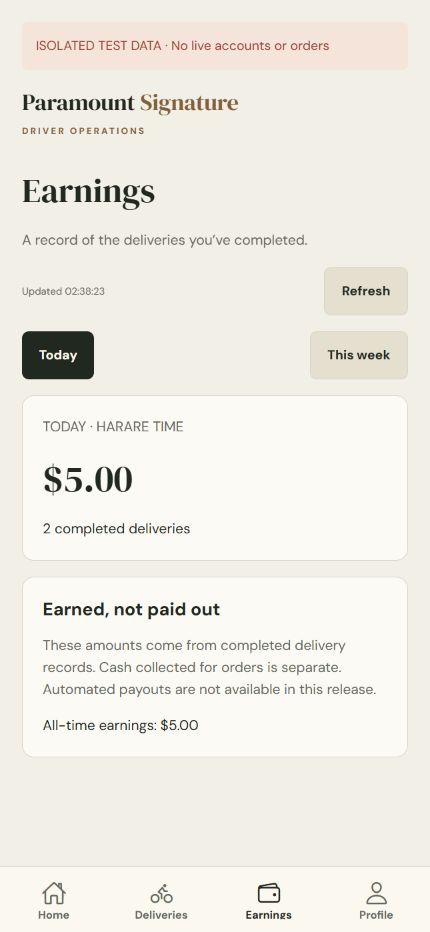 ISOLATED TEST DATA · No live accounts or orders
Paramount Signature
DRIVER OPERATIONS
Earnings
A record of the deliveries you’ve completed.
Updated 02:38:23
Refresh
Today
This week
TODAY · HARARE TIME
$5.00
2 completed deliveries
Earned, not paid out
These amounts come from completed delivery
records. Cash collected for orders is separate.
Automated payouts are not available in this release.
All-time earnings: $5.00
Home
Deliveries
Earnings
Profile